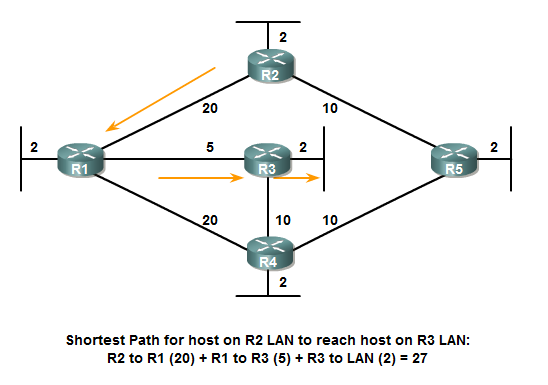 2
R2
20
10
2
5
2
2
R1
R3
R5
20
10
10
R4
2
Shortest Path for host on R2 LAN to reach host on R3 LAN:
R2 to R1 (20) + R1 to R3 (5) + R3 to LAN (2) = 27